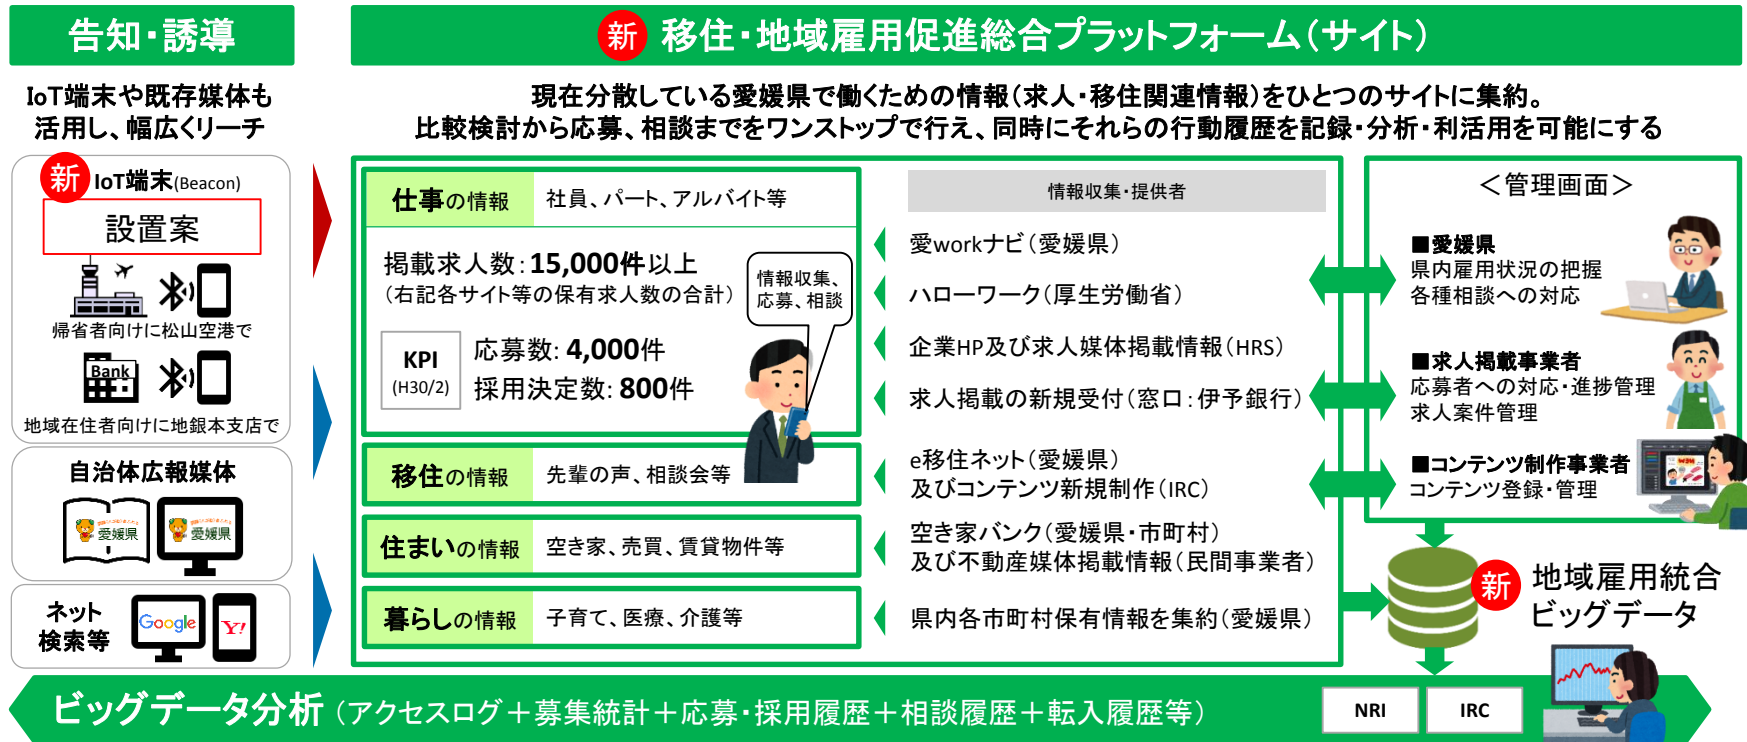 告知・誘導
IoT端末や既存媒体も
活用し、幅広くリーチ
新 IoT端末(Beacon)
設置案
帰省者向けに松山空港で
Bank
地域在住者向けに地銀本支店で
自治体広報媒体
愛媛県
愛媛県
ネット
検索等
Google
Y!
新 移住・地域雇用促進総合プラットフォーム(サイト)
現在分散している愛媛県で働くための情報(求人・移住関連情報)をひとつのサイトに集約。
比較検討から応募、相談までをワンストップで行え、同時にそれらの行動履歴を記録・分析・利活用を可能にする
仕事の情報 社員、パート、アルバイト等
掲載求人数:15,000件以上
(右記各サイト等の保有求人数の合計)
KPI
(H30/2)
応募数: 4,000件
採用決定数: 800件
情報収集、
応募、相談
移住の情報 先輩の声、相談会等
住まいの情報 空き家、売買、賃貸物件等
暮らしの情報 子育て、医療、介護等
情報収集・提供者
愛workナビ(愛媛県)
ハローワーク(厚生労働省)
企業HP及び求人媒体掲載情報(HRS)
求人掲載の新規受付(窓口:伊予銀行)
e移住ネット(愛媛県)
及びコンテンツ新規制作(IRC)
空き家バンク(愛媛県・市町村)
及び不動産媒体掲載情報(民間事業者)
県内各市町村保有情報を集約(愛媛県)
<管理画面>
■愛媛県
県内雇用状況の把握
各種相談への対応
■求人掲載事業者
応募者への対応・進捗管理
求人案件管理
■コンテンツ制作事業者
コンテンツ登録・管理
新 地域雇用統合
ビッグデータ
ビッグデータ分析(アクセスログ+募集統計+応募・採用履歴+相談履歴+転入履歴等)
NRI
IRC